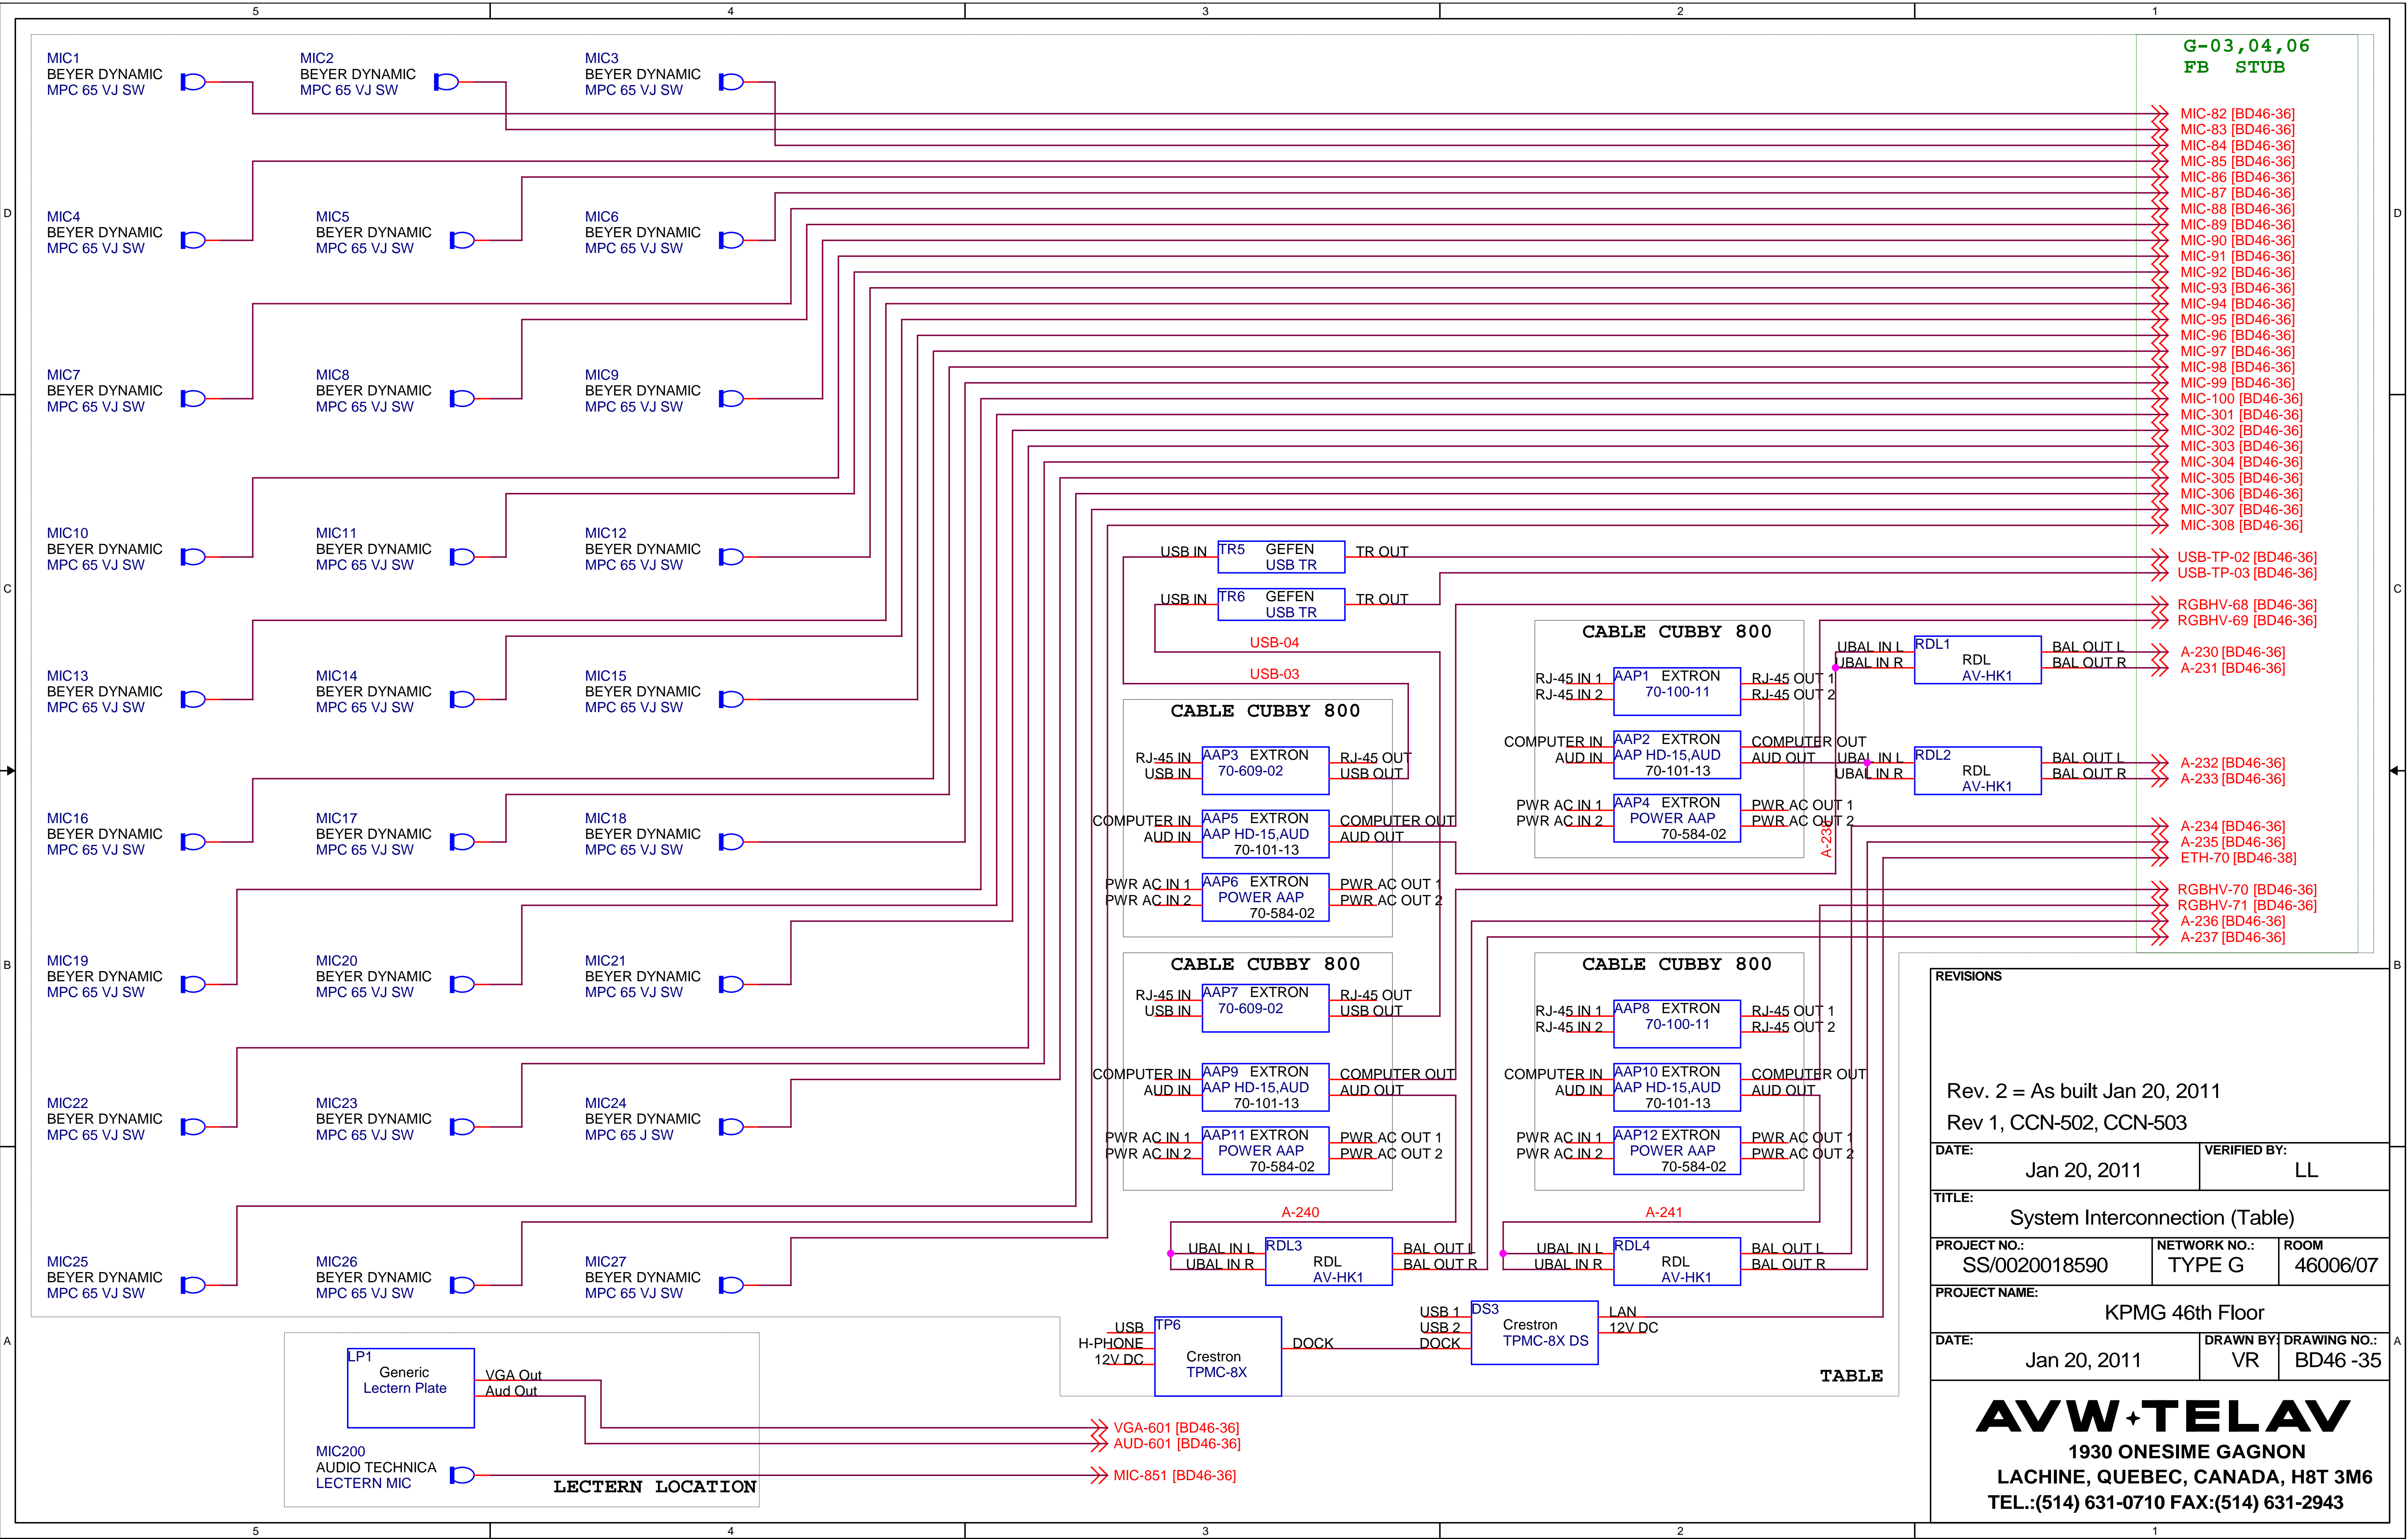 5 4 3 2 1
MIC1
BEYER DYNAMIC
MPC 65 VJ SW
MIC2
BEYER DYNAMIC
MPC 65 VJ SW
MIC3
BEYER DYNAMIC
MPC 65 VJ SW
G-03,04,06
FB STUB
MIC-82 [BD46-36]
MIC-83 [BD46-36]
MIC-84 [BD46-36]
MIC-85 [BD46-36]
MIC-86 [BD46-36]
MIC-87 [BD46-36]
MIC-88 [BD46-36]
MIC-89 [BD46-36]
MIC-90 [BD46-36]
MIC-91 [BD46-36]
MIC-92 [BD46-36]
MIC-93 [BD46-36]
MIC-94 [BD46-36]
MIC-95 [BD46-36]
MIC-96 [BD46-36]
MIC-97 [BD46-36]
MIC-98 [BD46-36]
MIC-99 [BD46-36]
MIC-100 [BD46-36]
MIC-301 [BD46-36]
MIC-302 [BD46-36]
MIC-303 [BD46-36]
MIC-304 [BD46-36]
MIC-305 [BD46-36]
MIC-306 [BD46-36]
MIC-307 [BD46-36]
MIC-308 [BD46-36]
USB-TP-02 [BD46-36]
USB-TP-03 [BD46-36]
RGBHV-68 [BD46-36]
RGBHV-69 [BD46-36]
A-230 [BD46-36]
A-231 [BD46-36]
A-232 [BD46-36]
A-233 [BD46-36]
A-234 [BD46-36]
A-235 [BD46-36]
ETH-70 [BD46-38]
RGBHV-70 [BD46-36]
RGBHV-71 [BD46-36]
A-236 [BD46-36]
A-237 [BD46-36]
D
D
MIC4
BEYER DYNAMIC
MPC 65 VJ SW
MIC5
BEYER DYNAMIC
MPC 65 VJ SW
MIC6
BEYER DYNAMIC
MPC 65 VJ SW
MIC7
BEYER DYNAMIC
MPC 65 VJ SW
MIC8
BEYER DYNAMIC
MPC 65 VJ SW
MIC9
BEYER DYNAMIC
MPC 65 VJ SW
MIC10
BEYER DYNAMIC
MPC 65 VJ SW
MIC11
BEYER DYNAMIC
MPC 65 VJ SW
MIC12
BEYER DYNAMIC
MPC 65 VJ SW
C
C
MIC13
BEYER DYNAMIC
MPC 65 VJ SW
MIC14
BEYER DYNAMIC
MPC 65 VJ SW
MIC15
BEYER DYNAMIC
MPC 65 VJ SW
MIC16
BEYER DYNAMIC
MPC 65 VJ SW
MIC17
BEYER DYNAMIC
MPC 65 VJ SW
MIC18
BEYER DYNAMIC
MPC 65 VJ SW
B
B
MIC19
BEYER DYNAMIC
MPC 65 VJ SW
MIC20
BEYER DYNAMIC
MPC 65 VJ SW
MIC21
BEYER DYNAMIC
MPC 65 VJ SW
MIC22
BEYER DYNAMIC
MPC 65 VJ SW
MIC23
BEYER DYNAMIC
MPC 65 VJ SW
MIC24
BEYER DYNAMIC
MPC 65 J SW
MIC25
BEYER DYNAMIC
MPC 65 VJ SW
MIC26
BEYER DYNAMIC
MPC 65 VJ SW
MIC27
BEYER DYNAMIC
MPC 65 VJ SW
A
A
USB IN TR5 GEFEN TR OUT
USB TR
USB IN TR6 GEFEN TR OUT
USB TR
USB-04
USB-03
CABLE CUBBY 800
RJ-45 IN AAP3 EXTRON RJ-45 OUT
USB IN 70-609-02 USB OUT
COMPUTER IN AAP5 EXTRON COMPUTER OUT
AUD IN AAP HD-15,AUD AUD OUT
70-101-13
PWR AC IN 1 AAP6 EXTRON PWR AC OUT 1
PWR AC IN 2 POWER AAP PWR AC OUT 2
70-584-02
CABLE CUBBY 800
RJ-45 IN 1 AAP1 EXTRON RJ-45 OUT 1
RJ-45 IN 2 70-100-11 RJ-45 OUT 2
COMPUTER IN AAP2 EXTRON COMPUTER OUT
AUD IN AAP HD-15,AUD AUD OUT
70-101-13
PWR AC IN 1 AAP4 EXTRON PWR AC OUT 1
PWR AC IN 2 POWER AAP PWR AC OUT 2
70-584-02
UBAL IN L RDL1 BAL OUT L
UBAL IN R RDL BAL OUT R
AV-HK1
UBAL IN L RDL2 BAL OUT L
UBAL IN R RDL BAL OUT R
AV-HK1
CABLE CUBBY 800
RJ-45 IN AAP7 EXTRON RJ-45 OUT
USB IN 70-609-02 USB OUT
COMPUTER IN AAP9 EXTRON COMPUTER OUT
AUD IN AAP HD-15,AUD AUD OUT
70-101-13
PWR AC IN 1 AAP11 EXTRON PWR AC OUT 1
PWR AC IN 2 POWER AAP PWR AC OUT 2
70-584-02
CABLE CUBBY 800
RJ-45 IN 1 AAP8 EXTRON RJ-45 OUT 1
RJ-45 IN 2 70-100-11 RJ-45 OUT 2
COMPUTER IN AAP10 EXTRON COMPUTER OUT
AUD IN AAP HD-15,AUD AUD OUT
70-101-13
PWR AC IN 1 AAP12 EXTRON PWR AC OUT 1
PWR AC IN 2 POWER AAP PWR AC OUT 2
70-584-02
A-240
UBAL IN L RDL3 BAL OUT L
UBAL IN R RDL BAL OUT R
AV-HK1
A-241
UBAL IN L RDL4 BAL OUT L
UBAL IN R RDL BAL OUT R
AV-HK1
USB TP6
H-PHONE DOCK
12V DC Crestron
TPMC-8X
USB 1 DS3 LAN
USB 2 Crestron 12V DC
DOCK TPMC-8X DS
TABLE
LP1
Generic VGA Out
Lectern Plate Aud Out
MIC200
AUDIO TECHNICA
LECTERN MIC
LECTERN LOCATION
VGA-601 [BD46-36]
AUD-601 [BD46-36]
MIC-851 [BD46-36]
REVISIONS
Rev. 2 = As built Jan 20, 2011
Rev 1, CCN-502, CCN-503
DATE: VERIFIED BY:
Jan 20, 2011 LL
TITLE:
System Interconnection (Table)
PROJECT NO.: NETWORK NO.: ROOM
SS/0020018590 TYPE G 46006/07
PROJECT NAME:
KPMG 46th Floor
DATE: DRAWN BY: DRAWING NO.:
Jan 20, 2011 VR BD46 -35
AVW TELAV
1930 ONESIME GAGNON
LACHINE, QUEBEC, CANADA, H8T 3M6
TEL.:(514) 631-0710 FAX:(514) 631-2943
5 4 3 2 1